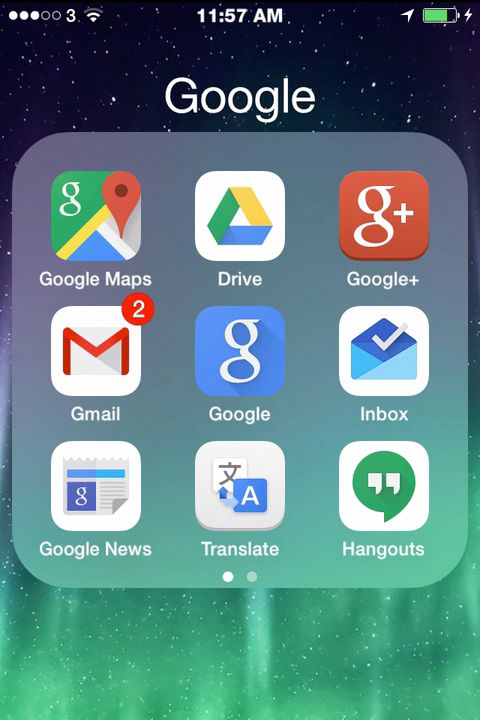 3
11:57 AM
Google
g
g+
Google Maps
Drive
Google+
2
g
Gmail
Google
Inbox
g
文
A
Google News
Translate
Hangouts